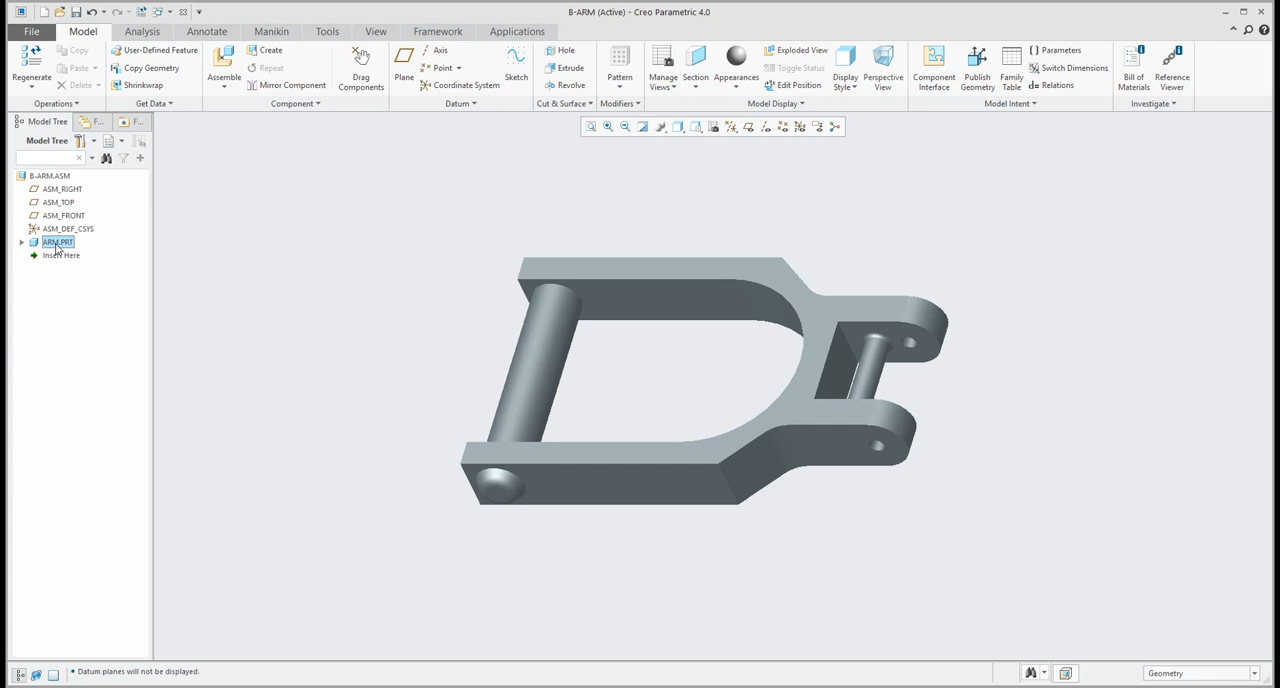 B-ARM (Active) - Creo Parametric 4.0
File Model Analysis Annotate Manikin Tools View Framework Applications
Regenerate
Copy
Paste
Delete
Operations
User-Defined Feature
Copy Geometry
Shrinkwrap
Get Data
Assemble
Create
Repeat
Mirror Component
Drag
Components
Component
Plane
Axis
Point
Coordinate System
Sketch
Datum
Hole
Extrude
Revolve
Cut & Surface
Pattern
Modifiers
Manage
Views
Section
Appearances
Exploded View
Toggle Status
Edit Position
Display
Style
Perspective
View
Model Display
Component
Interface
Publish
Geometry
Family
Table
Parameters
Switch Dimensions
Relations
Model Intent
Bill of
Materials
Reference
Viewer
Investigate
Model Tree F... F...
Model Tree
B-ARM.ASM
ASM_RIGHT
ASM_TOP
ASM_FRONT
ASM_DEF_CSYS
ARM.PRT
Insert Here
• Datum planes will not be displayed.
Geometry